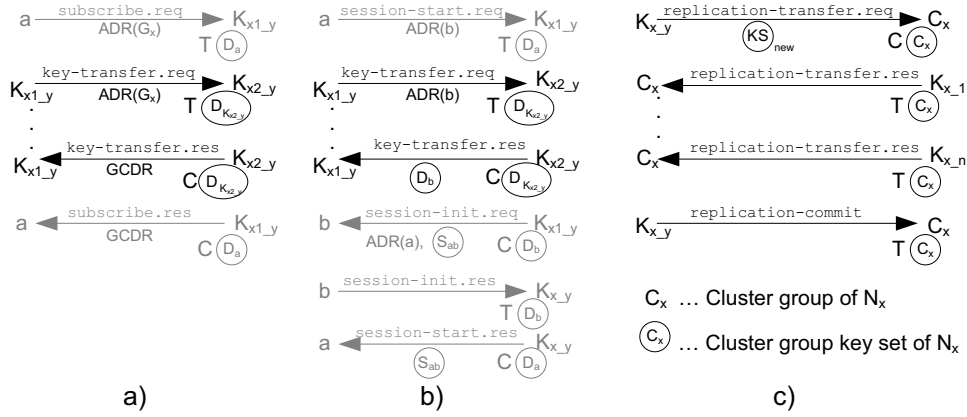 a subscribe.req K_x1_y
ADR(G_x)
T D_a
K_x1_y key-transfer.req K_x2_y
ADR(G_x)
T D_K_x2_y
.
.
.
K_x1_y key-transfer.res K_x2_y
GCDR
C D_K_x2_y
a subscribe.res K_x1_y
GCDR
C D_a
a)
a session-start.req K_x1_y
ADR(b)
T D_a
K_x1_y key-transfer.req K_x2_y
ADR(b)
T D_K_x2_y
.
.
.
K_x1_y key-transfer.res K_x2_y
D_b
C D_K_x2_y
b session-init.req K_x1_y
ADR(a), S_ab
C D_b
b session-init.res K_x_y
T D_b
a session-start.res K_x_y
S_ab
C D_a
b)
K_x_y replication-transfer.req C_x
KS_new
C C_x
C_x replication-transfer.res K_x_1
T C_x
.
.
.
C_x replication-transfer.res K_x_n
T C_x
K_x_y replication-commit C_x
T C_x
C_x ... Cluster group of N_x
C_x ... Cluster group key set of N_x
c)